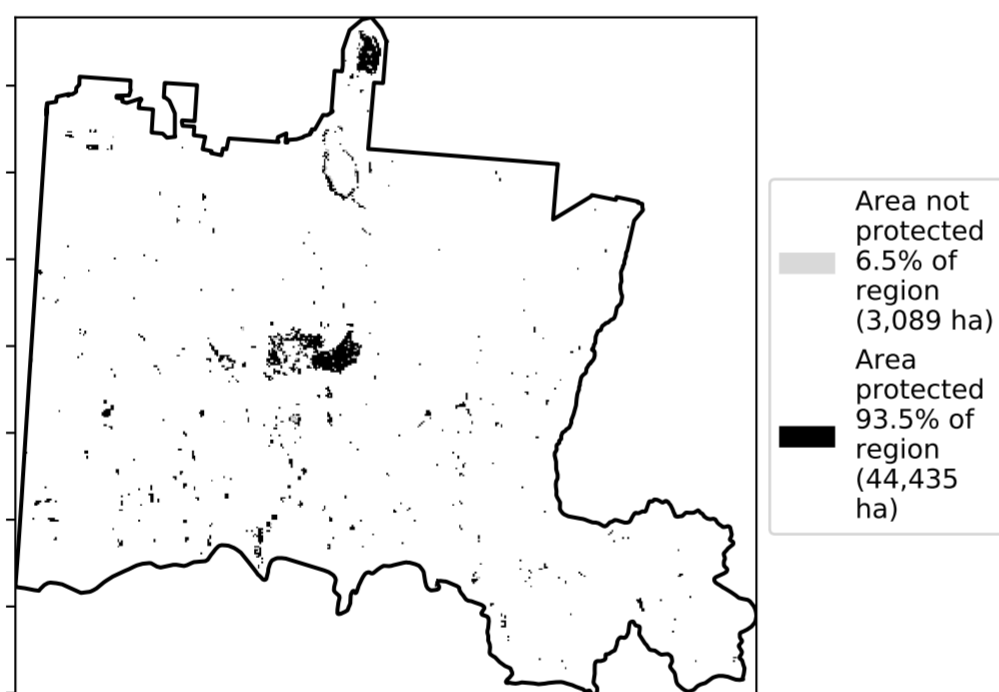 Area not
protected
6.5% of
region
(3,089 ha)
Area
protected
93.5% of
region
(44,435
ha)